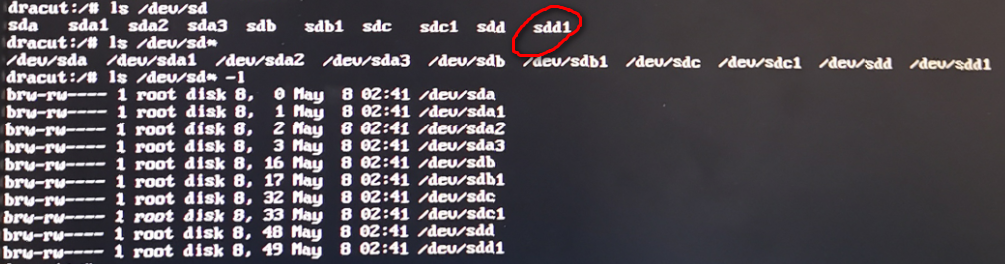 dracut:/# ls /dev/sd
sda sda1 sda2 sda3 sdb sdb1 sdc sdc1 sdd sdd1
dracut:/# ls /dev/sd*
/dev/sda /dev/sda1 /dev/sda2 /dev/sda3 /dev/sdb /dev/sdb1 /dev/sdc /dev/sdc1 /dev/sdd /dev/sdd1
dracut:/# ls /dev/sd* -l
brw-rw---- 1 root disk 8, 0 May 8 02:41 /dev/sda
brw-rw---- 1 root disk 8, 1 May 8 02:41 /dev/sda1
brw-rw---- 1 root disk 8, 2 May 8 02:41 /dev/sda2
brw-rw---- 1 root disk 8, 3 May 8 02:41 /dev/sda3
brw-rw---- 1 root disk 8, 16 May 8 02:41 /dev/sdb
brw-rw---- 1 root disk 8, 17 May 8 02:41 /dev/sdb1
brw-rw---- 1 root disk 8, 32 May 8 02:41 /dev/sdc
brw-rw---- 1 root disk 8, 33 May 8 02:41 /dev/sdc1
brw-rw---- 1 root disk 8, 48 May 8 02:41 /dev/sdd
brw-rw---- 1 root disk 8, 49 May 8 02:41 /dev/sdd1